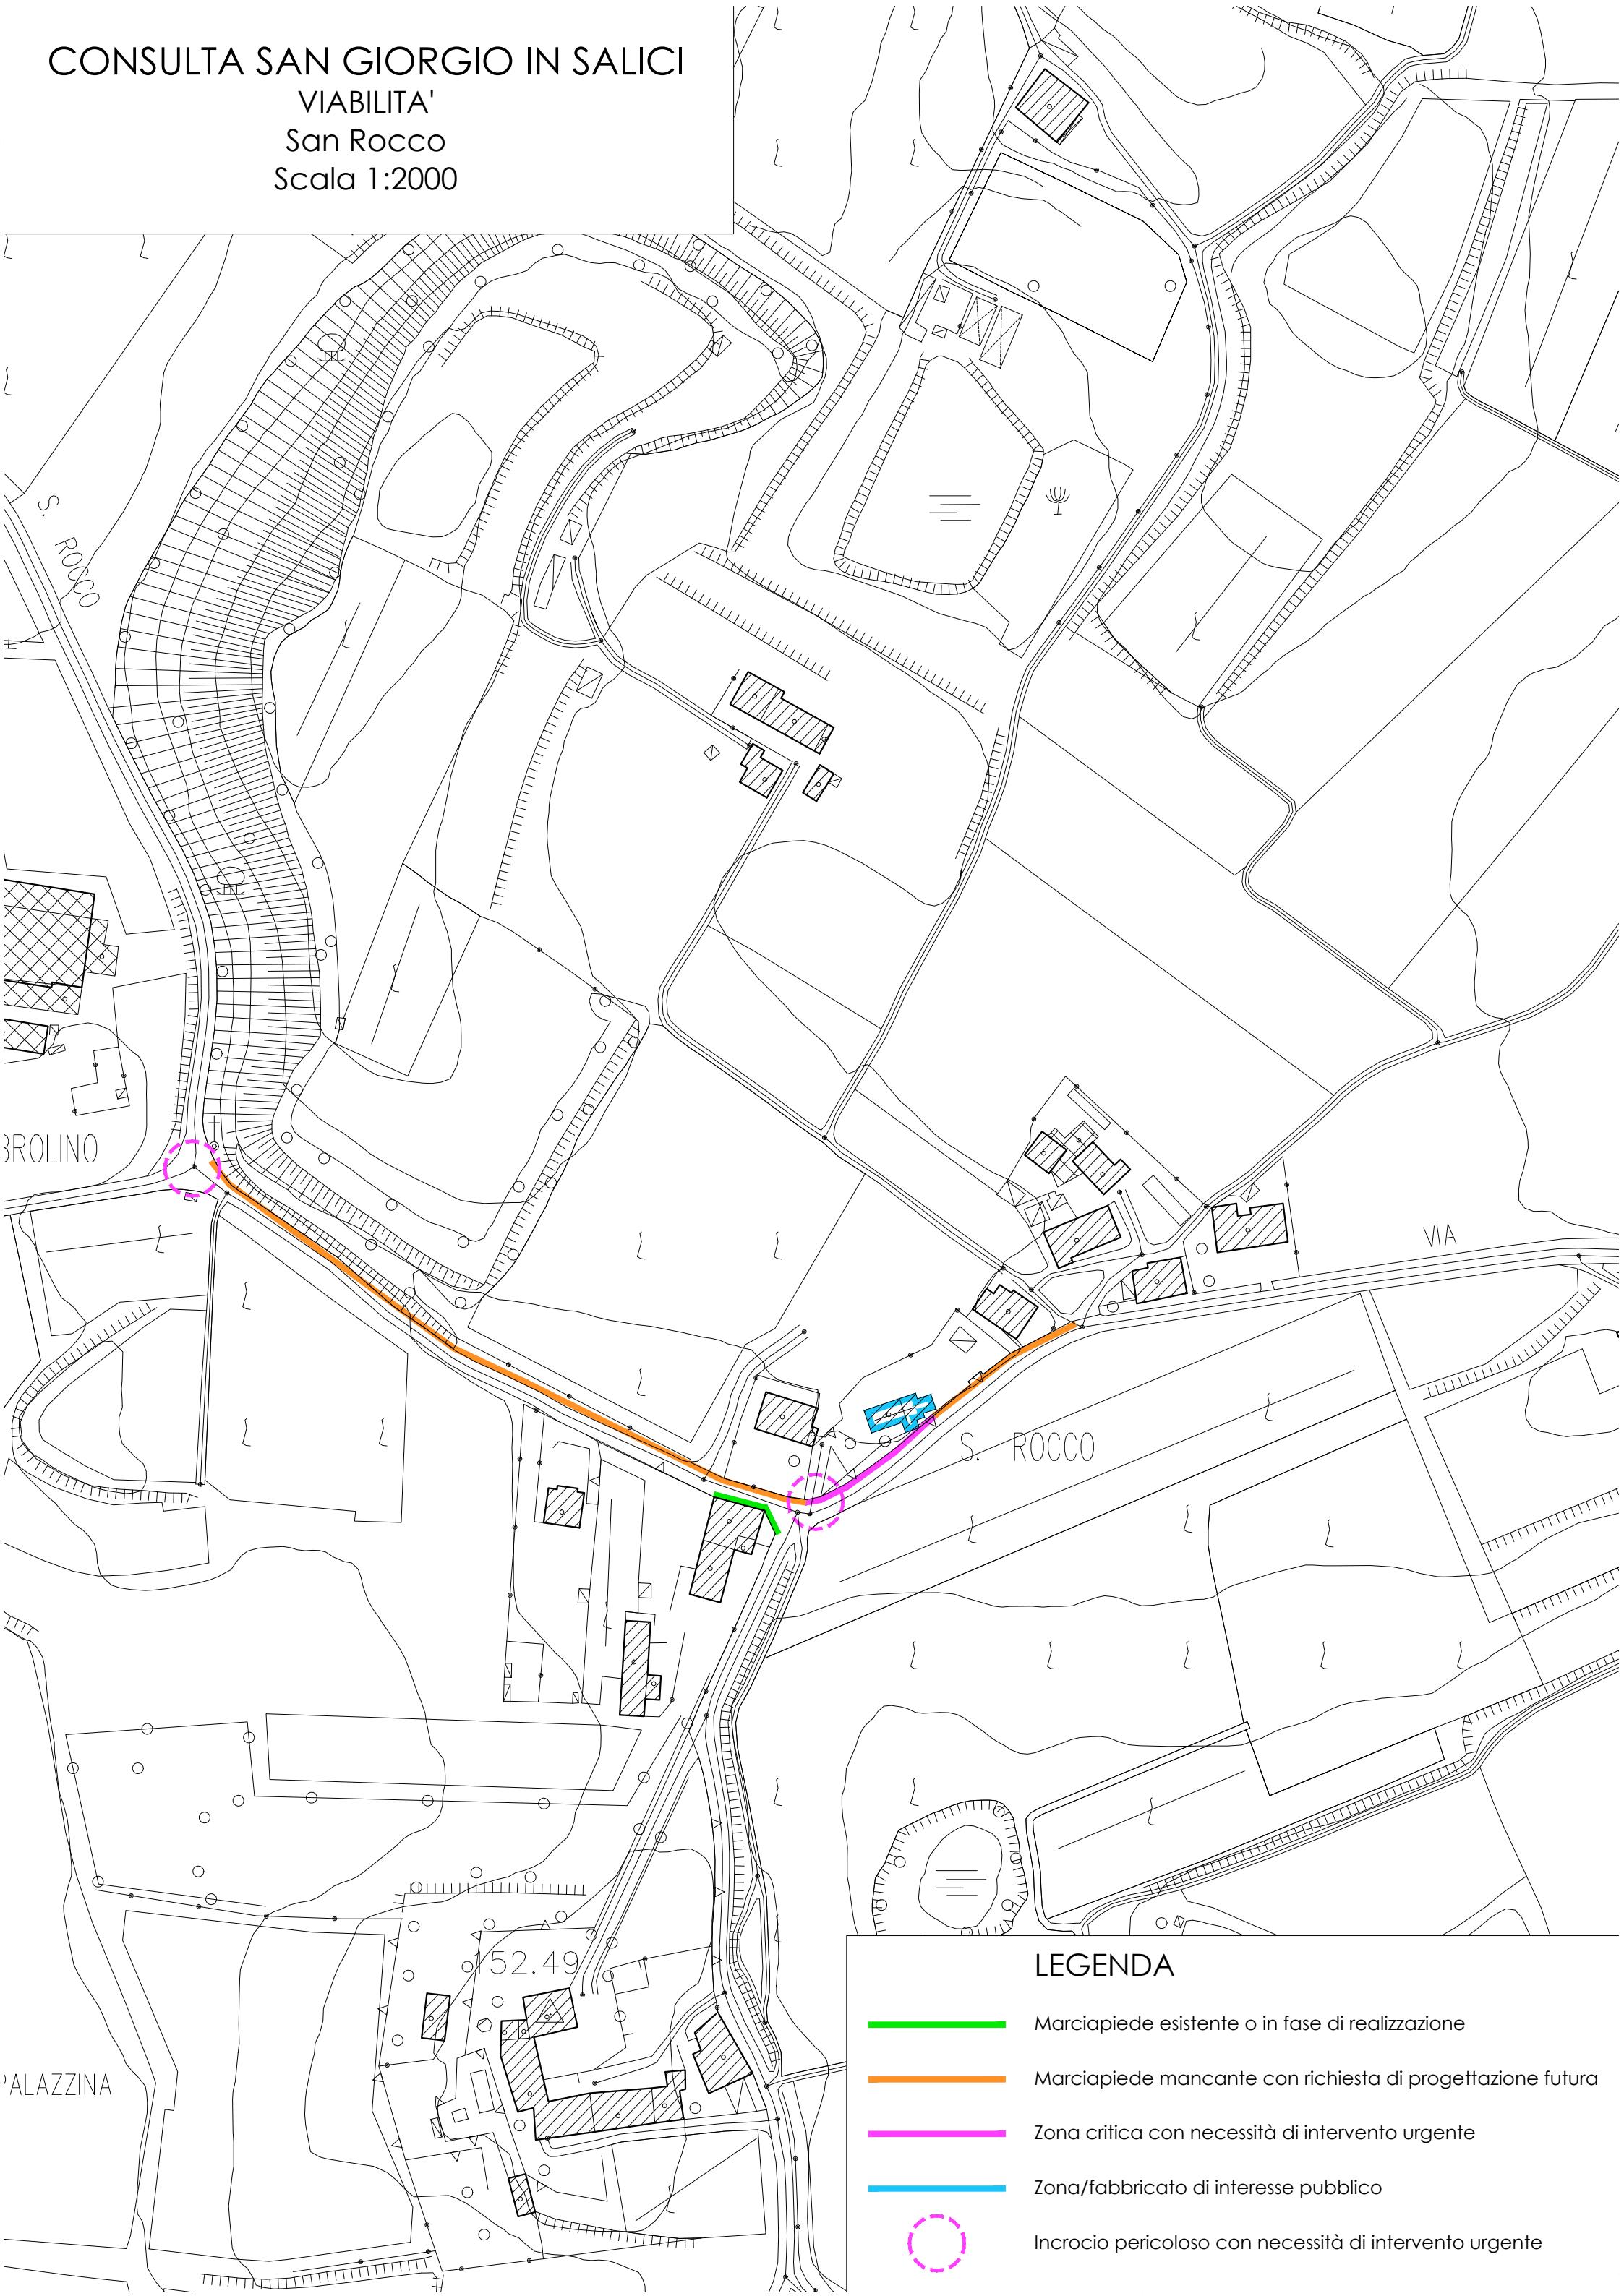 CONSULTA SAN GIORGIO IN SALICI
VIABILITA'
San Rocco
Scala 1:2000
S. ROCCO
BROLINO
VIA
S. ROCCO
152.49
PALAZZINA
LEGENDA
Marciapiede esistente o in fase di realizzazione
Marciapiede mancante con richiesta di progettazione futura
Zona critica con necessità di intervento urgente
Zona/fabbricato di interesse pubblico
Incrocio pericoloso con necessità di intervento urgente